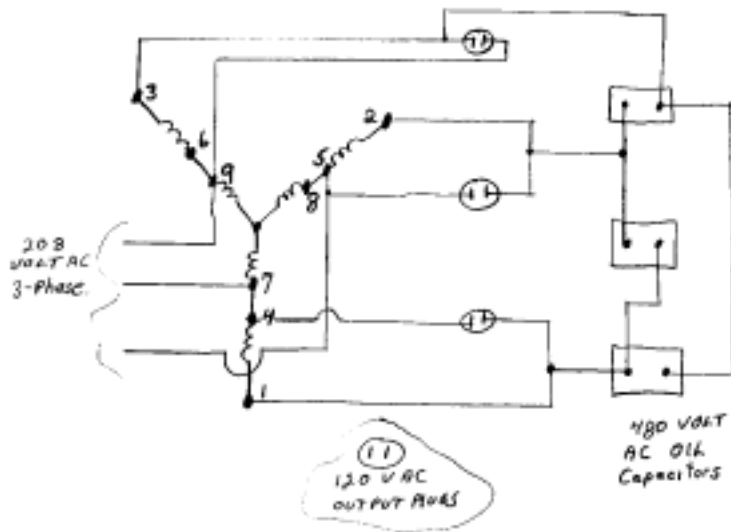 3
2
6
5
9
8
208
VOLT AC
3-Phase.
7
4
1
480 VOLT
AC OIL
Capacitors
120 V AC
OUTPUT PLUGS